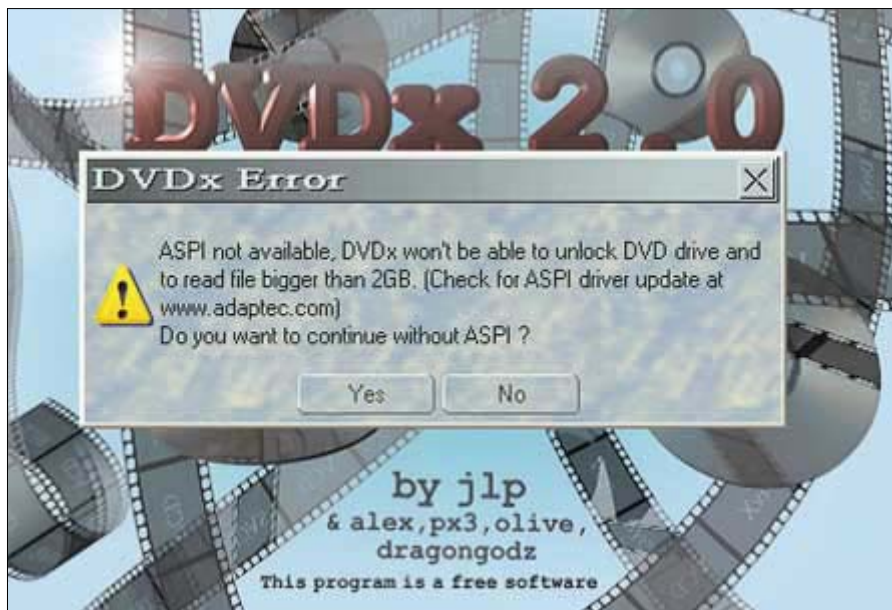 DVDx 2.0
DVDx Error
ASPI not available, DVDx won't be able to unlock DVD drive and
to read file bigger than 2GB. (Check for ASPI driver update at
www.adaptec.com)
Do you want to continue without ASPI ?
Yes No
by jlp
& alex,px3,olive,
dragongodz
This program is a free software